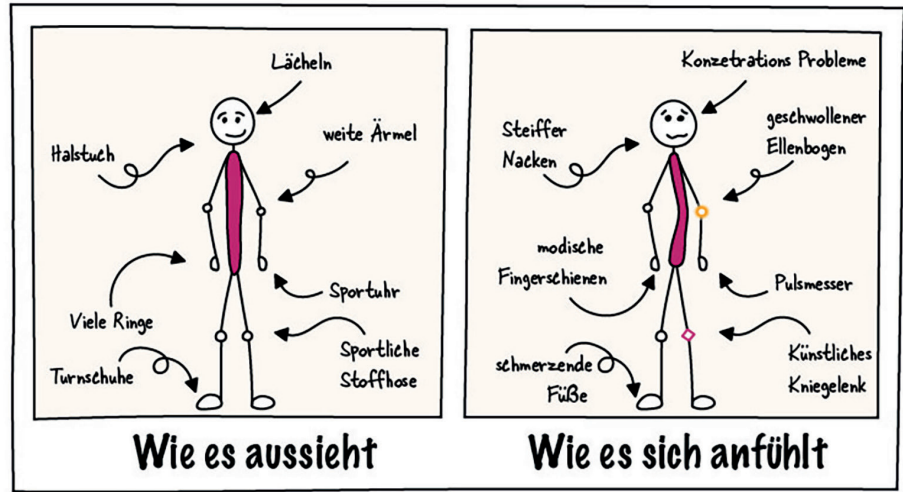 Lächeln
weite Ärmel
Halstuch
Sportuhr
Viele Ringe
Sportliche
Stoffhose
Turnschuhe
Wie es aussieht
Konzetrations Probleme
geschwollener
Ellenbogen
Steiffer
Nacken
modische
Fingerschienen
Pulsmesser
Künstliches
Kniegelenk
schmerzende
Füße
Wie es sich anfühlt